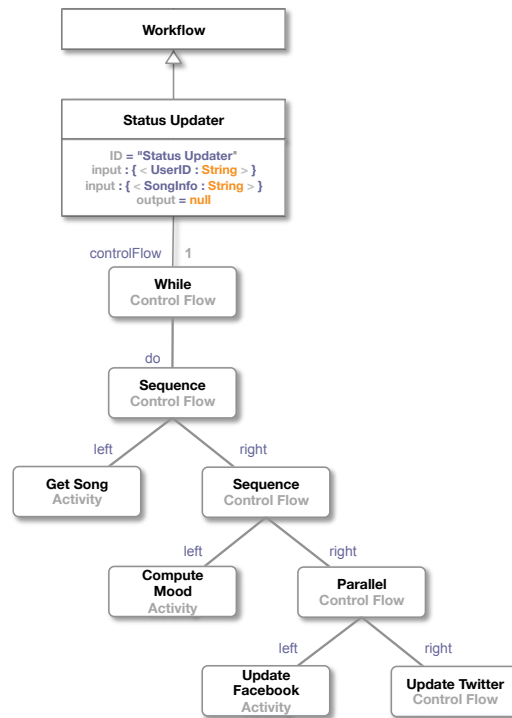 Workflow
Status Updater
ID = "Status Updater"
input : { < UserID : String > }
input : { < SongInfo : String > }
output = null
controlFlow 1
While
Control Flow
do
Sequence
Control Flow
left right
Get Song
Activity
Sequence
Control Flow
left right
Compute
Mood
Activity
Parallel
Control Flow
left right
Update
Facebook
Activity
Update Twitter
Control Flow